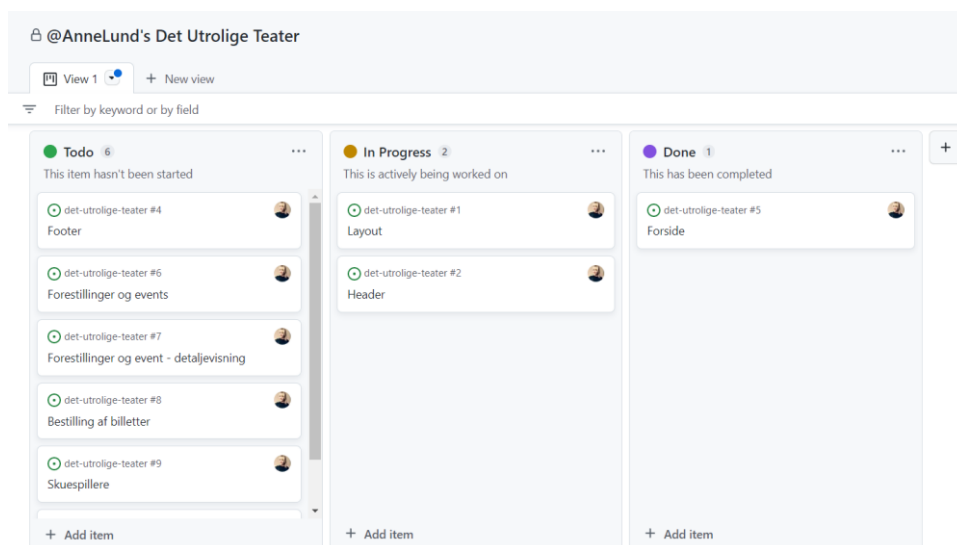 @AnneLund's Det Utrolige Teater
View 1
+ New view
Filter by keyword or by field
Todo 6 ...
This item hasn't been started
det-utrolige-teater #4
Footer
det-utrolige-teater #6
Forestillinger og events
det-utrolige-teater #7
Forestillinger og event - detaljevisning
det-utrolige-teater #8
Bestilling af billetter
det-utrolige-teater #9
Skuespillere
+ Add item
In Progress 2 ...
This is actively being worked on
det-utrolige-teater #1
Layout
det-utrolige-teater #2
Header
+ Add item
Done 1 ...
This has been completed
det-utrolige-teater #5
Forside
+ Add item
+